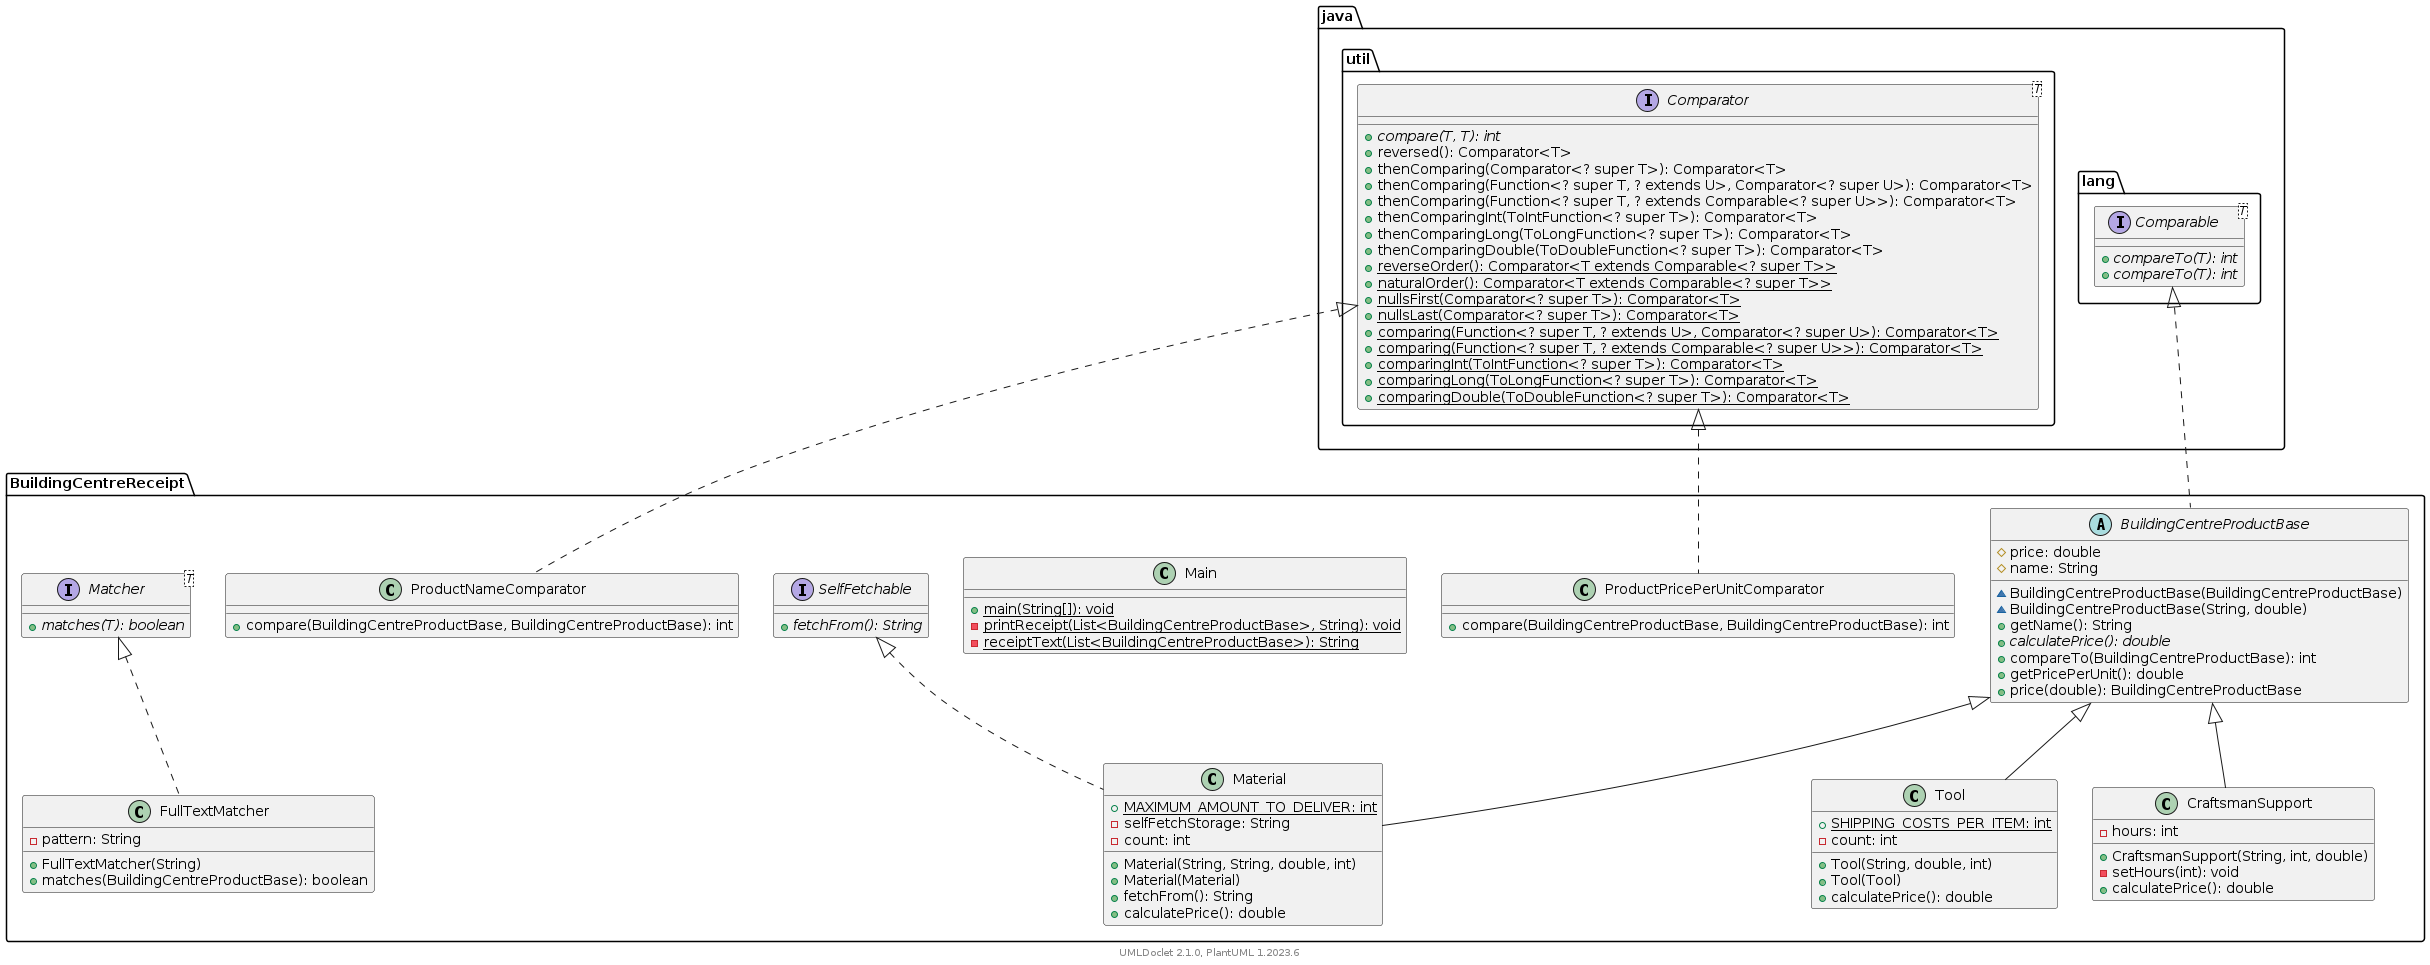 java
util
I Comparator T
compare(T, T): int
reversed(): Comparator<T>
thenComparing(Comparator<? super T>): Comparator<T>
thenComparing(Function<? super T, ? extends U>, Comparator<? super U>): Comparator<T>
thenComparing(Function<? super T, ? extends Comparable<? super U>>): Comparator<T>
thenComparingInt(ToIntFunction<? super T>): Comparator<T>
thenComparingLong(ToLongFunction<? super T>): Comparator<T>
thenComparingDouble(ToDoubleFunction<? super T>): Comparator<T>
reverseOrder(): Comparator<T extends Comparable<? super T>>
naturalOrder(): Comparator<T extends Comparable<? super T>>
nullsFirst(Comparator<? super T>): Comparator<T>
nullsLast(Comparator<? super T>): Comparator<T>
comparing(Function<? super T, ? extends U>, Comparator<? super U>): Comparator<T>
comparing(Function<? super T, ? extends Comparable<? super U>>): Comparator<T>
comparingInt(ToIntFunction<? super T>): Comparator<T>
comparingLong(ToLongFunction<? super T>): Comparator<T>
comparingDouble(ToDoubleFunction<? super T>): Comparator<T>
lang
I Comparable T
compareTo(T): int
compareTo(T): int
BuildingCentreReceipt
I Matcher T
matches(T): boolean
C ProductNameComparator
compare(BuildingCentreProductBase, BuildingCentreProductBase): int
I SelfFetchable
fetchFrom(): String
C Main
main(String[]): void
printReceipt(List<BuildingCentreProductBase>, String): void
receiptText(List<BuildingCentreProductBase>): String
C ProductPricePerUnitComparator
compare(BuildingCentreProductBase, BuildingCentreProductBase): int
A BuildingCentreProductBase
price: double
name: String
BuildingCentreProductBase(BuildingCentreProductBase)
BuildingCentreProductBase(String, double)
getName(): String
calculatePrice(): double
compareTo(BuildingCentreProductBase): int
getPricePerUnit(): double
price(double): BuildingCentreProductBase
C FullTextMatcher
pattern: String
FullTextMatcher(String)
matches(BuildingCentreProductBase): boolean
C Material
MAXIMUM_AMOUNT_TO_DELIVER: int
selfFetchStorage: String
count: int
Material(String, String, double, int)
Material(Material)
fetchFrom(): String
calculatePrice(): double
C Tool
SHIPPING_COSTS_PER_ITEM: int
count: int
Tool(String, double, int)
Tool(Tool)
calculatePrice(): double
C CraftsmanSupport
hours: int
CraftsmanSupport(String, int, double)
setHours(int): void
calculatePrice(): double
UMLDoclet 2.1.0, PlantUML 1.2023.6